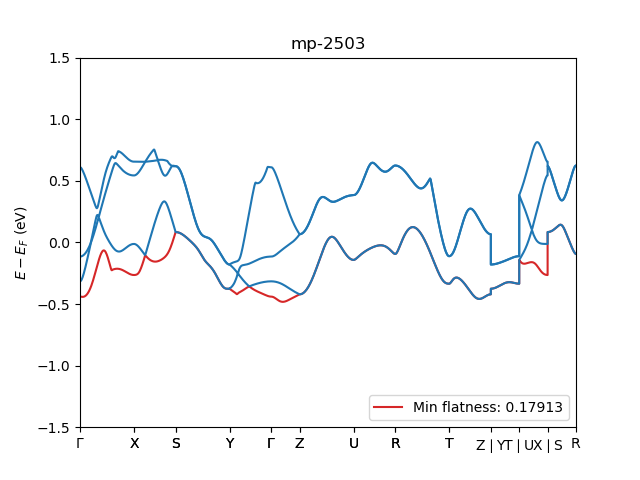 mp-2503
E − E_F (eV)
1.5
1.0
0.5
0.0
−0.5
−1.0
−1.5
Min flatness: 0.17913
Γ X S Y Γ Z U R T Z | YT | UX | S R